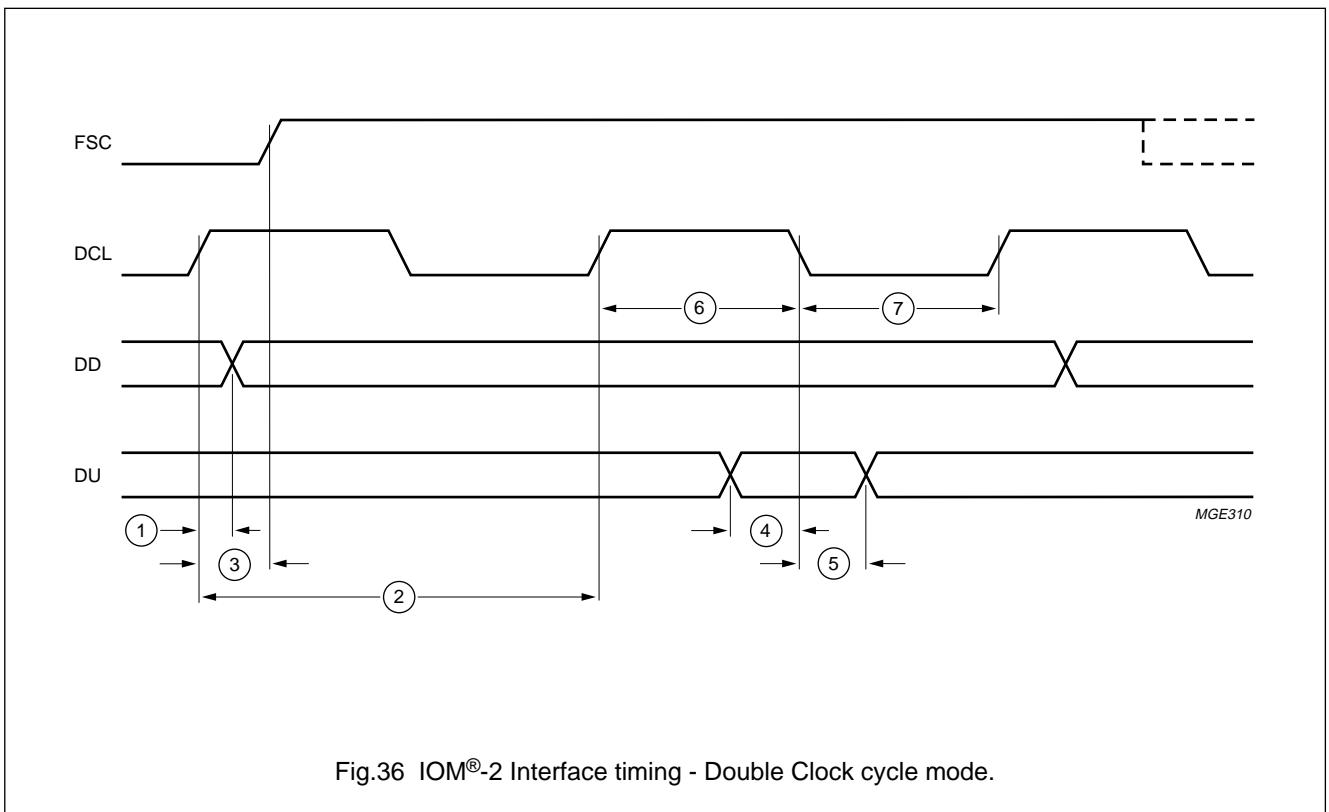 FSC
DCL
6
7
DD
DU
MGE310
1
4
3
5
2
Fig.36 IOM®-2 Interface timing - Double Clock cycle mode.